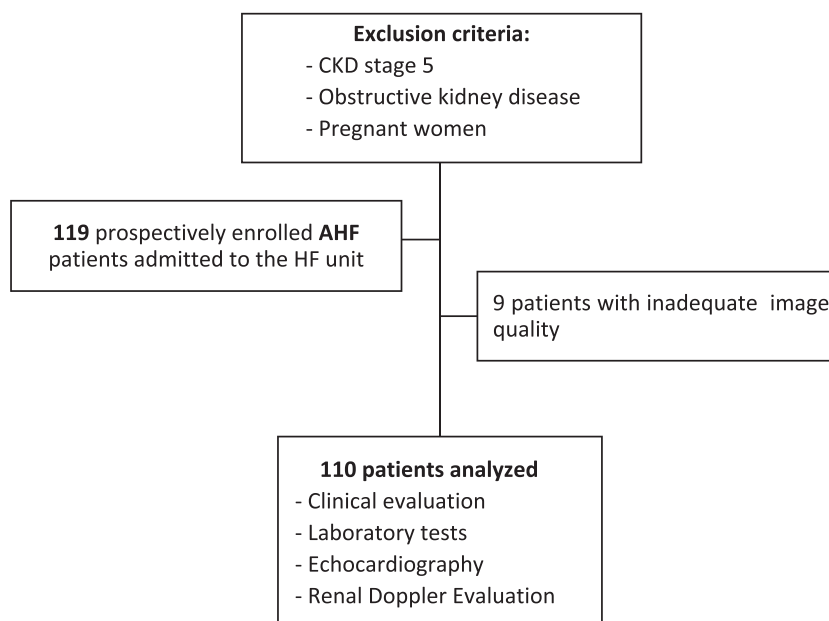 Exclusion criteria:
- CKD stage 5
- Obstructive kidney disease
- Pregnant women
119 prospectively enrolled AHF
patients admitted to the HF unit
9 patients with inadequate image
quality
110 patients analyzed
- Clinical evaluation
- Laboratory tests
- Echocardiography
- Renal Doppler Evaluation